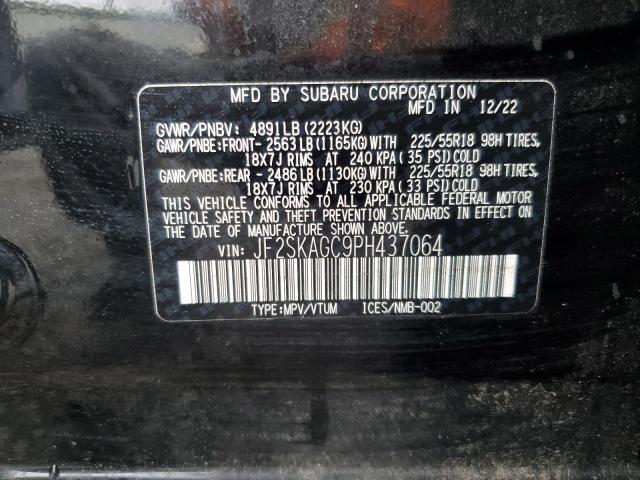 MFD BY SUBARU CORPORATION
MFD IN 12/22
GVWR/PNBV: 4891LB (2223KG)
GAWR/PNBE:FRONT-2563LB (1165KG)WITH 225/55R18 98H TIRES,
18X7J RIMS AT 240 KPA (35 PSI)COLD
GAWR/PNBE:REAR -2486LB (1130KG)WITH 225/55R18 98H TIRES,
18X7J RIMS AT 230 KPA (33 PSI)COLD
THIS VEHICLE CONFORMS TO ALL APPLICABLE FEDERAL MOTOR
VEHICLE SAFETY AND THEFT PREVENTION STANDARDS IN EFFECT ON
THE DATE OF MANUFACTURE SHOWN ABOVE.
VIN: JF2SKAGC9PH437064
TYPE:MPV/VTUM ICES/NMB-002